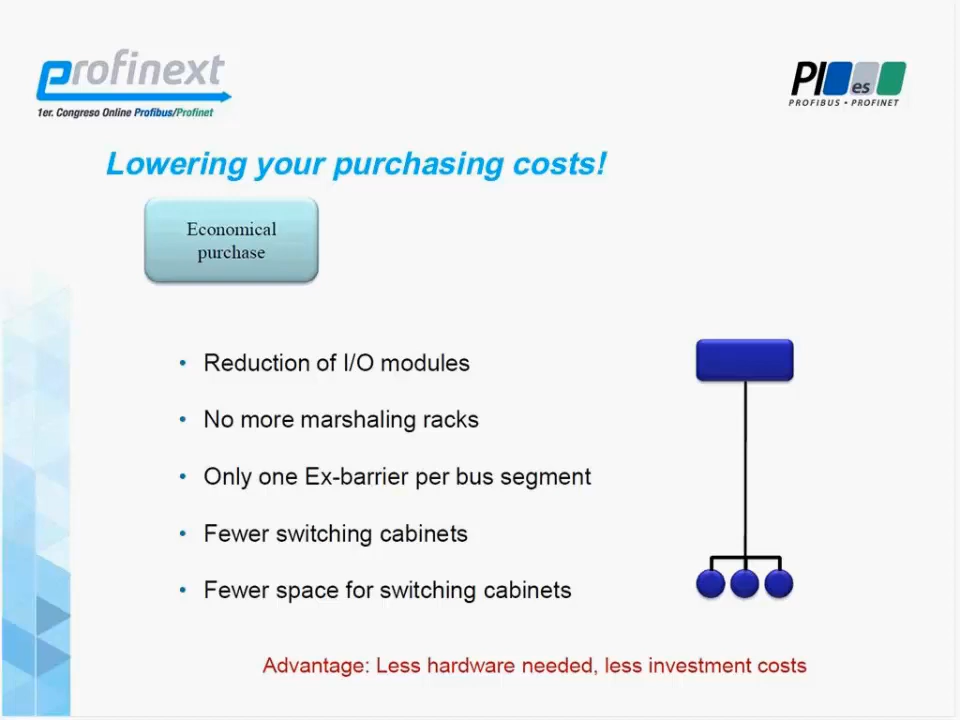 profinext
1er. Congreso Online Profibus/Profinet
PI es
PROFIBUS • PROFINET
Lowering your purchasing costs!
Economical
purchase
• Reduction of I/O modules
• No more marshaling racks
• Only one Ex-barrier per bus segment
• Fewer switching cabinets
• Fewer space for switching cabinets
Advantage: Less hardware needed, less investment costs